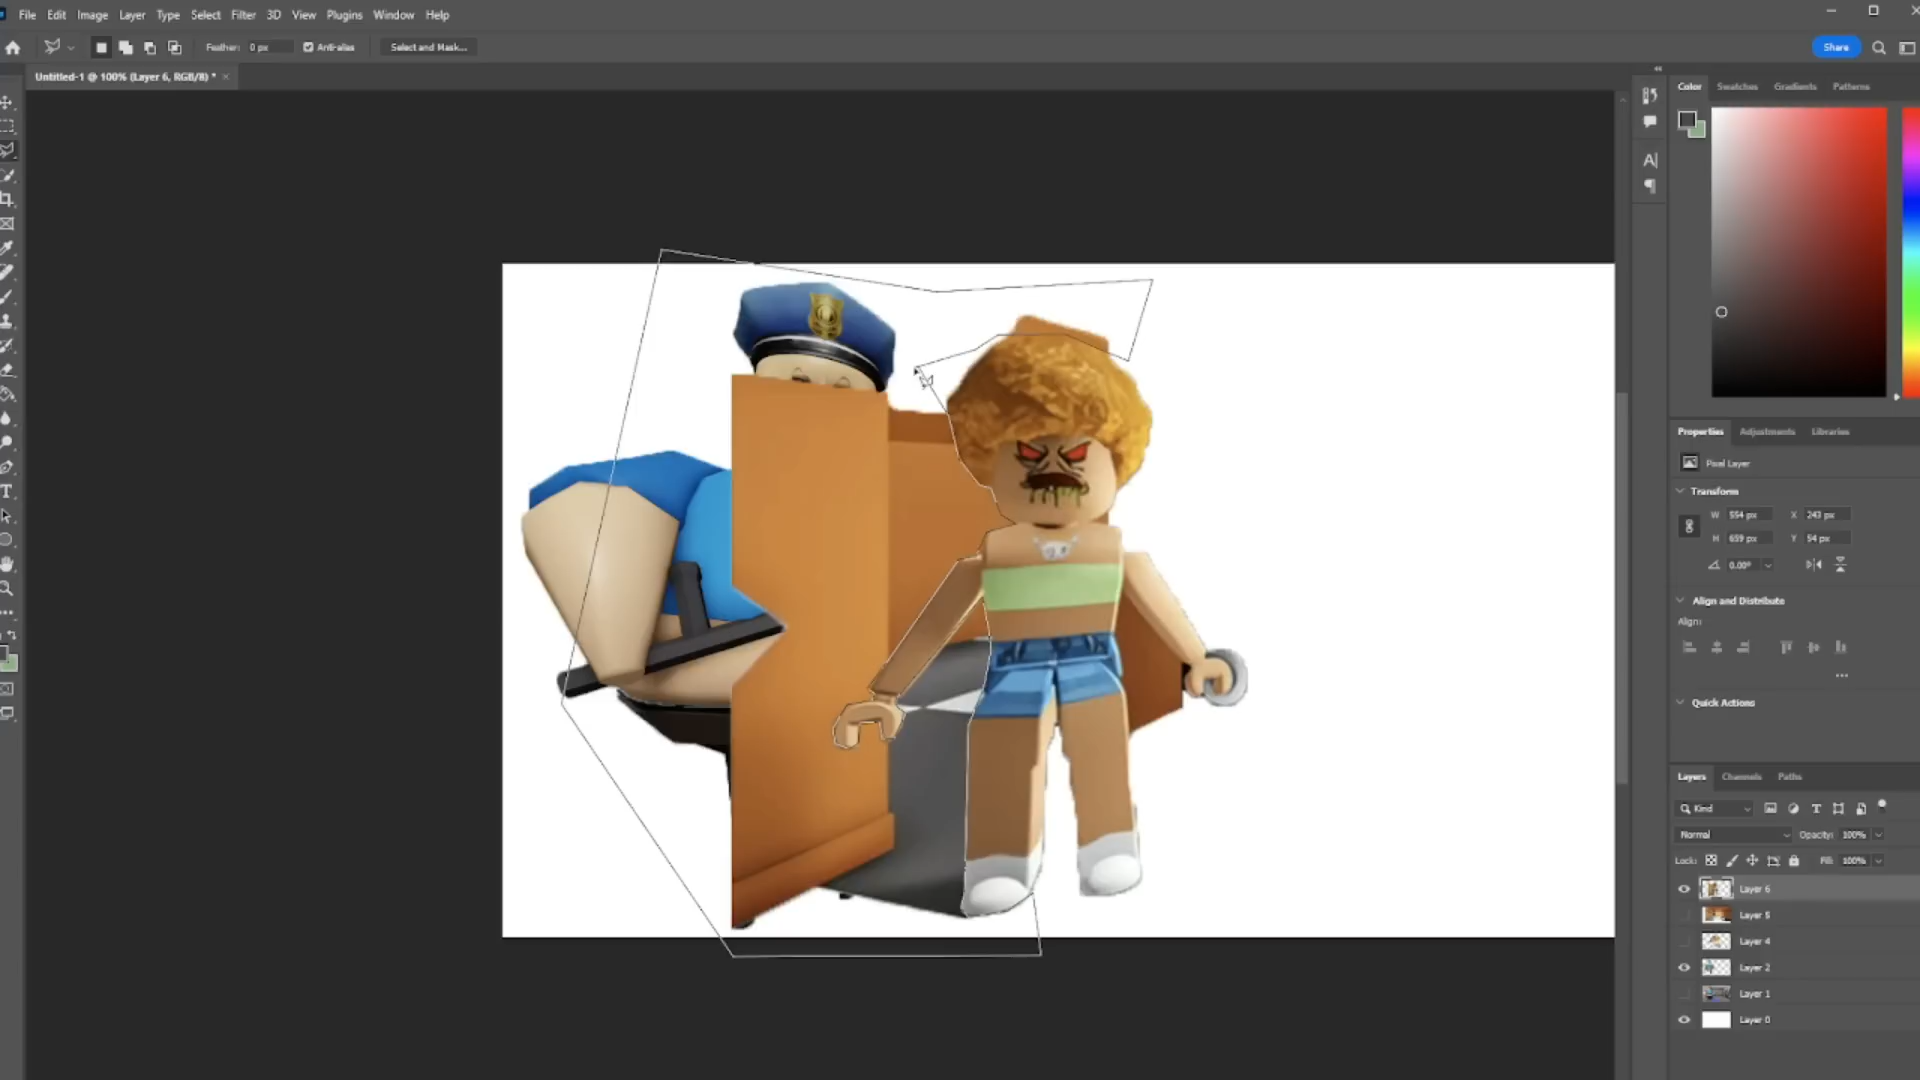 File Edit Image Layer Type Select Filter 3D View Plugins Window Help
Feather: 0 px Anti-alias Select and Mask... Share
Untitled-1 @ 100% (Layer 6, RGB/8) * ×
Color Swatches Gradients Patterns
Properties Adjustments Libraries
Pixel Layer
Transform
W 554 px X 243 px
H 659 px Y 54 px
0.00°
Align and Distribute
Align:
...
Quick Actions
Layers Channels Paths
Kind
Normal Opacity: 100%
Lock: Fill: 100%
Layer 6
Layer 5
Layer 4
Layer 2
Layer 1
Layer 0